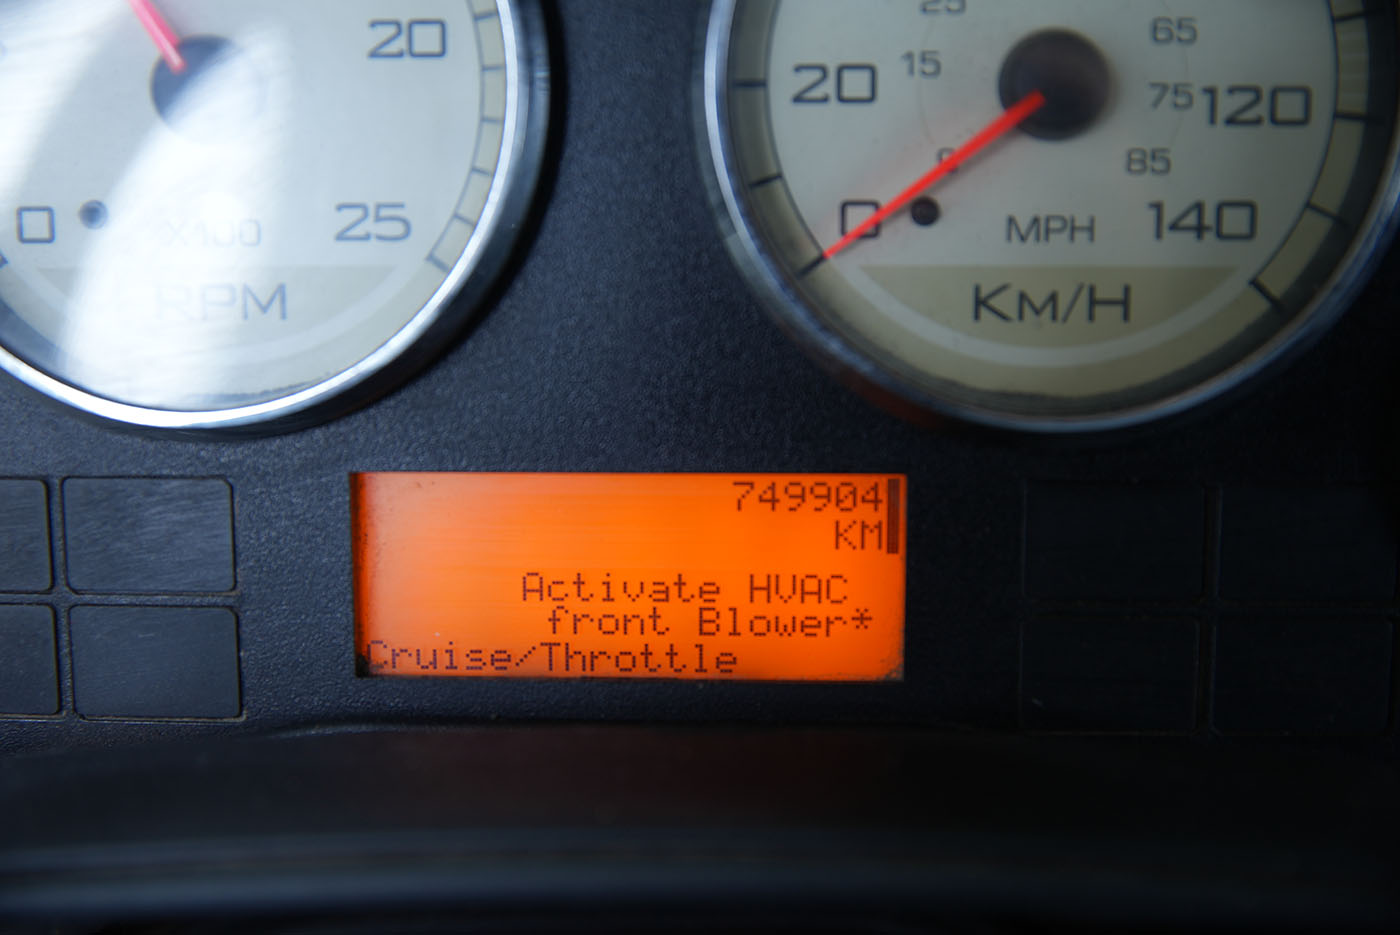 20
0
25
X100
RPM
25
65
20
15
75
120
85
0
MPH
140
KM/H
749904
KM
Activate HVAC
front Blower*
Cruise/Throttle